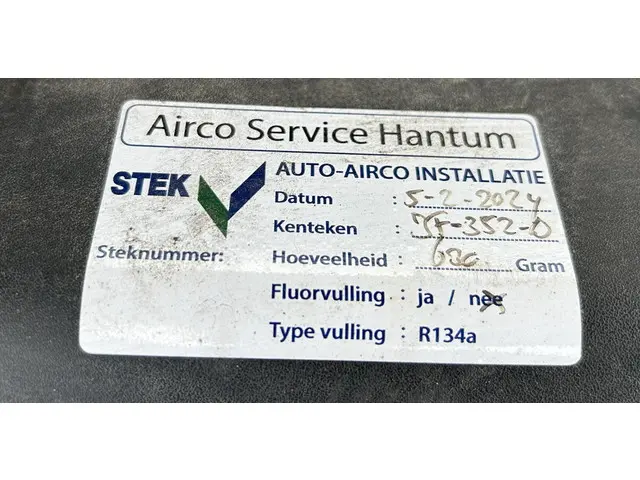 Airco Service Hantum
STEK
AUTO-AIRCO INSTALLATIE
Datum : 5-2-2024
Kenteken : -352-D
Steknummer:
Hoeveelheid : Gram
Fluorvulling : ja / nee
Type vulling : R134a